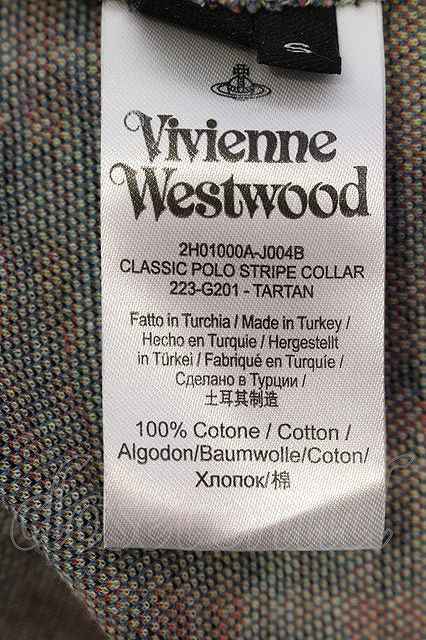 S
Vivienne
Westwood
2H01000A-J004B
CLASSIC POLO STRIPE COLLAR
223-G201 - TARTAN
Fatto in Turchia / Made in Turkey /
Hecho en Turquie / Hergestellt
in Türkei / Fabriqué en Turquie /
Сделано в Турции /
土耳其制造
100% Cotone / Cotton /
Algodon/Baumwolle/Coton/
Хлопок/棉